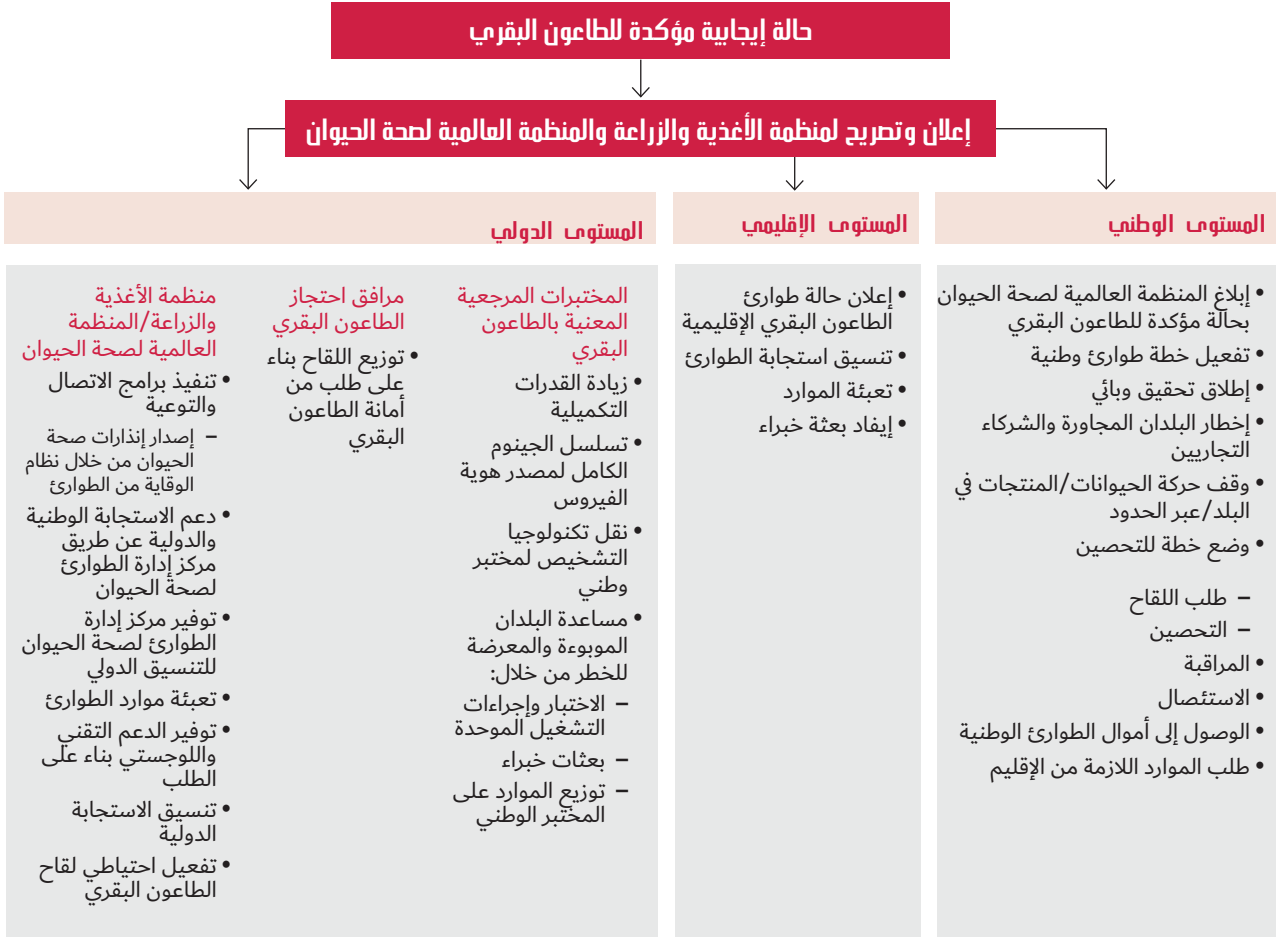 حالة إيجابية مؤكدة للطاعون البقري
إعلان وتصريح لمنظمة الأغذية والزراعة والمنظمة العالمية لصحة الحيوان
المستوى الوطني
• إبلاغ المنظمة العالمية لصحة الحيوان
بحالة مؤكدة للطاعون البقري
• تفعيل خطة طوارئ وطنية
• إطلاق تحقيق وبائي
• إخطار البلدان المجاورة والشركاء
التجاريين
• وقف حركة الحيوانات/المنتجات في
البلد/عبر الحدود
• وضع خطة للتحصين
– طلب اللقاح
– التحصين
• المراقبة
• الاستئصال
• الوصول إلى أموال الطوارئ الوطنية
• طلب الموارد اللازمة من الإقليم
المستوى الإقليمي
• إعلان حالة طوارئ
الطاعون البقري الإقليمية
• تنسيق استجابة الطوارئ
• تعبئة الموارد
• إيفاد بعثة خبراء
المستوى الدولي
المختبرات المرجعية
المعنية بالطاعون
البقري
• زيادة القدرات
التكميلية
• تسلسل الجينوم
الكامل لمصدر هوية
الفيروس
• نقل تكنولوجيا
التشخيص لمختبر
وطني
• مساعدة البلدان
الموبوءة والمعرضة
للخطر من خلال:
– الاختبار وإجراءات
التشغيل الموحدة
– بعثات خبراء
– توزيع الموارد على
المختبر الوطني
مرافق احتجاز
الطاعون البقري
• توزيع اللقاح بناء
على طلب من
أمانة الطاعون
البقري
منظمة الأغذية
والزراعة/المنظمة
العالمية لصحة الحيوان
• تنفيذ برامج الاتصال
والتوعية
– إصدار إنذارات صحة
الحيوان من خلال نظام
الوقاية من الطوارئ
• دعم الاستجابة الوطنية
والدولية عن طريق
مركز إدارة الطوارئ
لصحة الحيوان
• توفير مركز إدارة
الطوارئ لصحة الحيوان
للتنسيق الدولي
• تعبئة موارد الطوارئ
• توفير الدعم التقني
واللوجستي بناء على
الطلب
• تنسيق الاستجابة
الدولية
• تفعيل احتياطي لقاح
الطاعون البقري